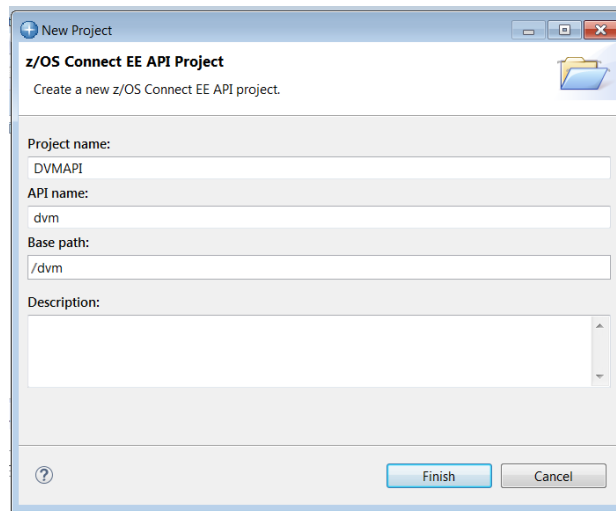 New Project
z/OS Connect EE API Project
Create a new z/OS Connect EE API project.
Project name:
DVMAPI
API name:
dvm
Base path:
/dvm
Description:
?
Finish
Cancel